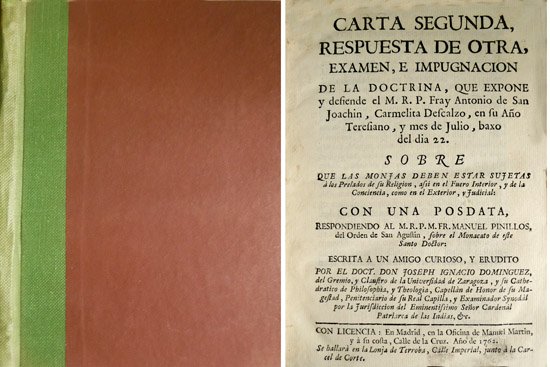 CARTA SEGUNDA,
RESPUESTA DE OTRA,
EXAMEN, E IMPUGNACION
DE LA DOCTRINA, QUE EXPONE
y defiende el M. R. P. Fray Antonio de San
Joachin, Carmelita Descalzo, en su Año
Teresiano, y mes de Julio, baxo
del dia 22.
SOBRE
QUE LAS MONJAS DEBEN ESTAR SUJETAS
à los Prelados de su Religion, assi en el Fuero Interior, y de la
Conciencia, como en el Exterior, y Judicial:
CON UNA POSDATA,
RESPONDIENDO AL M. R. P. M. FR. MANUEL PINILLOS,
del Orden de San Agustin, sobre el Monacato de este
Santo Doctor:
ESCRITA A UN AMIGO CURIOSO, Y ERUDITO
POR EL DOCT. DON JOSEPH IGNACIO DOMINGUEZ,
del Gremio, y Claustro de la Universidad de Zaragoza, y su Cathe-
dratico de Philosophia, y Theologia, Capellán de Honor de su Ma-
gestad, Penitenciario de su Real Capilla, y Examinador Synodal
por la Jurisdiccion del Eminentissimo Señor Cardenal
Patriarca de las Indias, &c.
CON LICENCIA: En Madrid, en la Oficina de Manuel Martin,
y à su costa, Calle de la Cruz. Año de 1762.
Se hallarà en la Lonja de Terroba, Calle Imperial, junto à la Car-
cel de Corte.